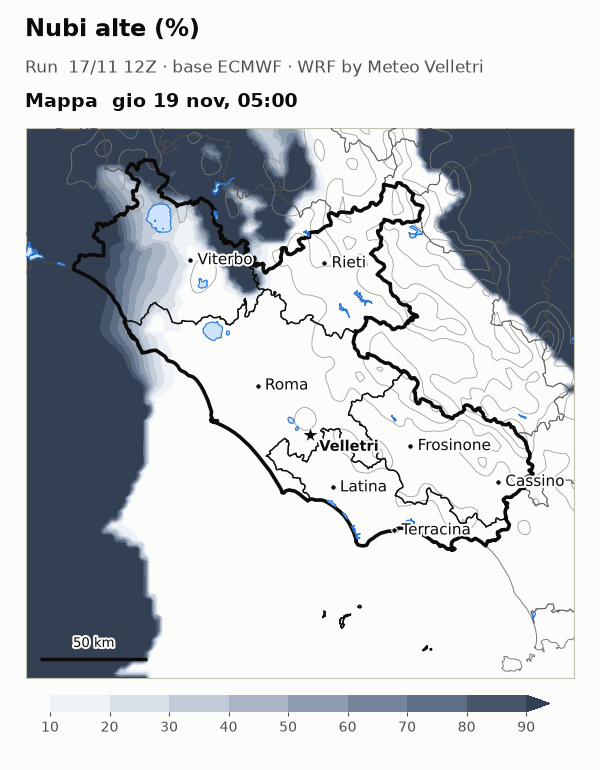 Nubi alte (%)
Run  17/11 12Z · base ECMWF · WRF by Meteo Velletri
Mappa  gio 19 nov, 05:00
Viterbo
Rieti
Roma
Velletri
Frosinone
Cassino
Latina
Terracina
50 km
10 20 30 40 50 60 70 80 90